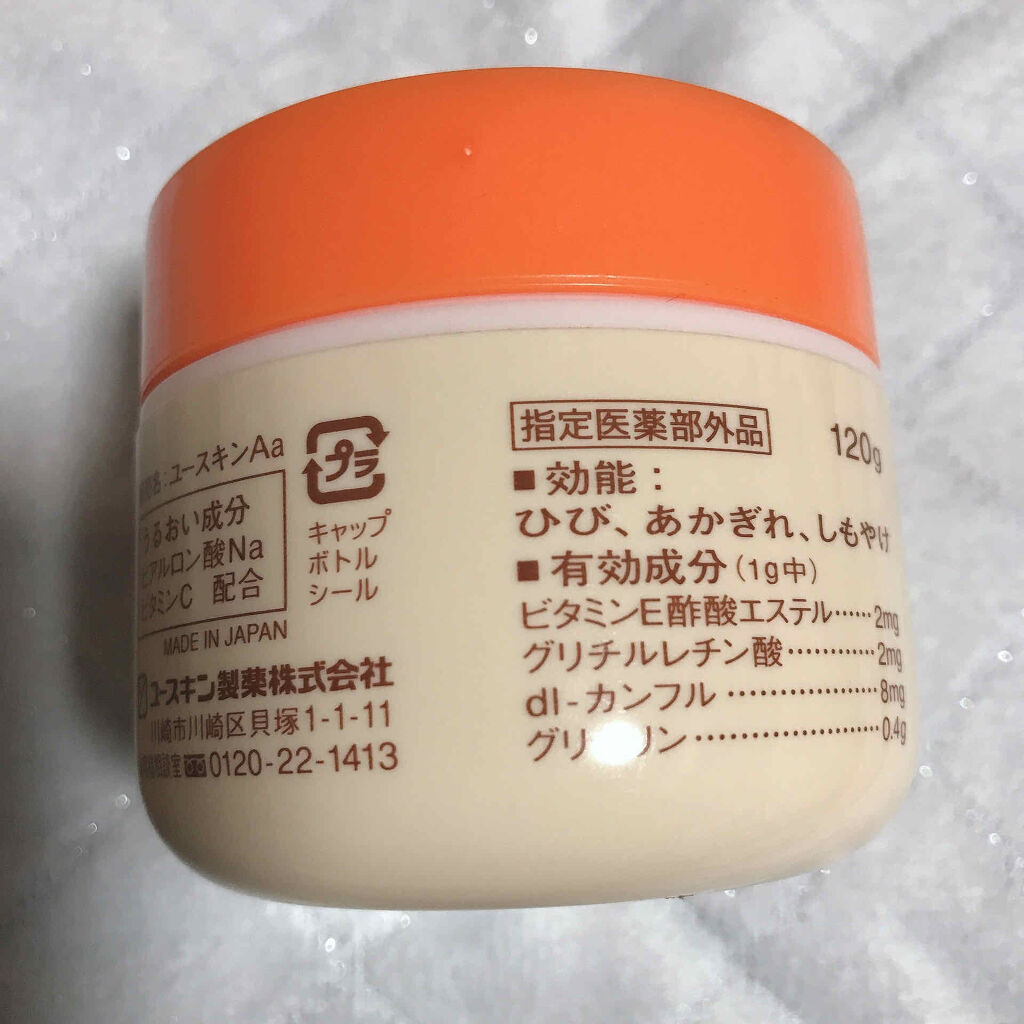 ユースキンAa
うるおい成分
ヒアルロン酸Na
ビタミンC 配合
MADE IN JAPAN
ユースキン製薬株式会社
川崎市川崎区貝塚1-1-11
0120-22-1413
プラ
キャップ
ボトル
シール
指定医薬部外品
120g
■効能：
ひび、あかぎれ、しもやけ
■有効成分(1g中)
ビタミンE酢酸エステル……2mg
グリチルレチン酸…………2mg
dl-カンフル………………8mg
グリ リン…………………0.4g